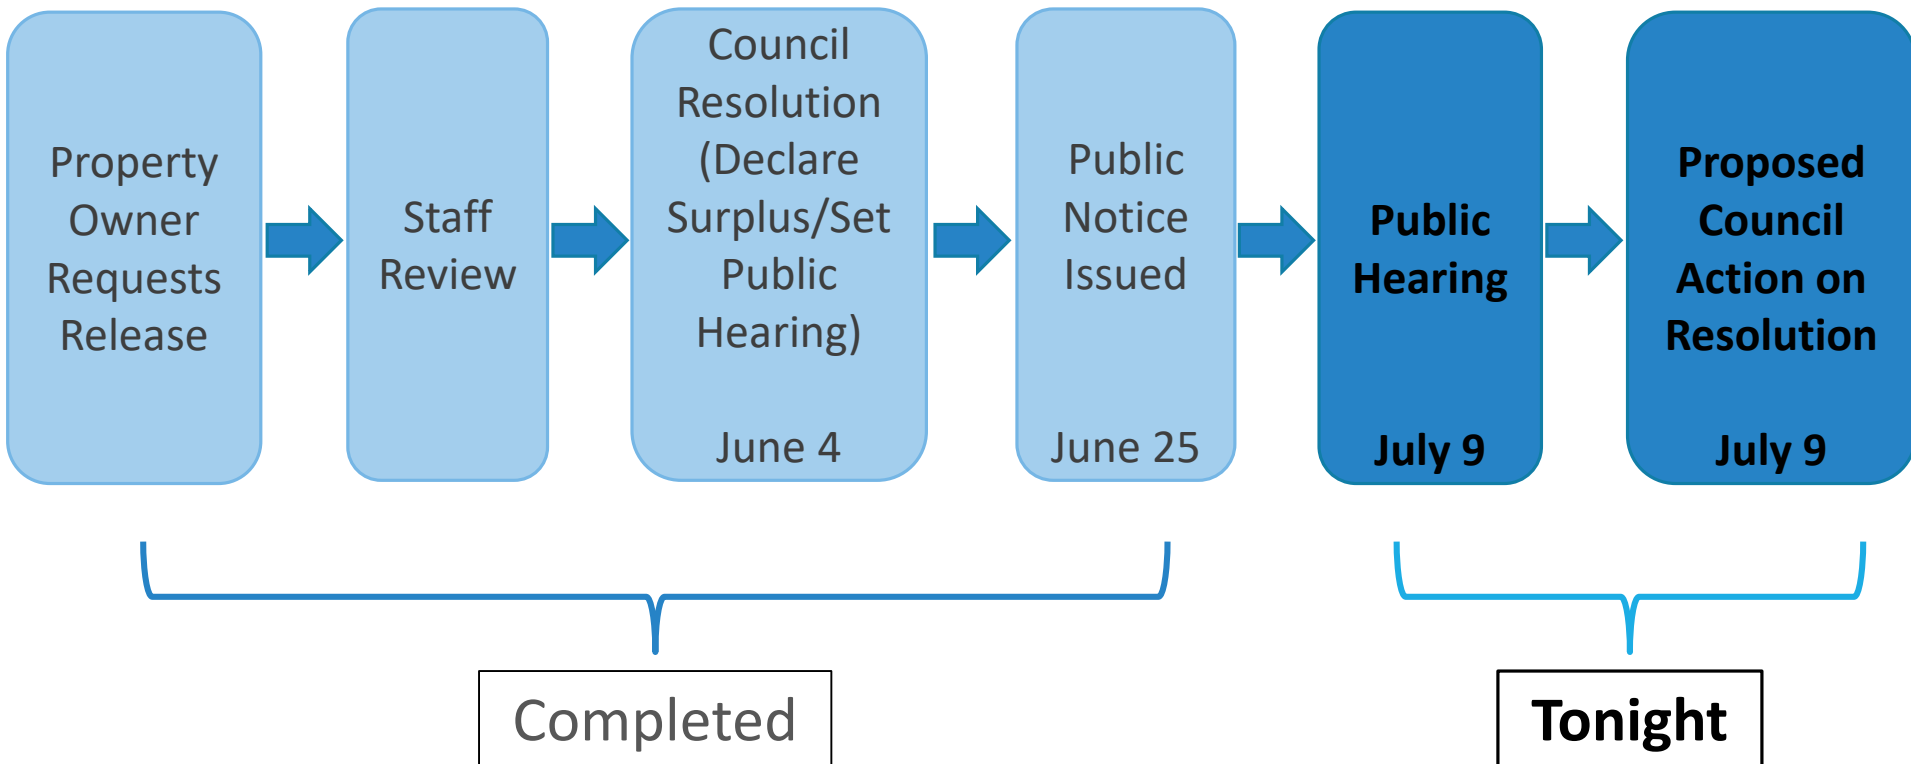 Property
Owner
Requests
Release
Staff
Review
Council
Resolution
(Declare
Surplus/Set
Public
Hearing)
June 4
Public
Notice
Issued
June 25
Public
Hearing
July 9
Proposed
Council
Action on
Resolution
July 9
Completed
Tonight